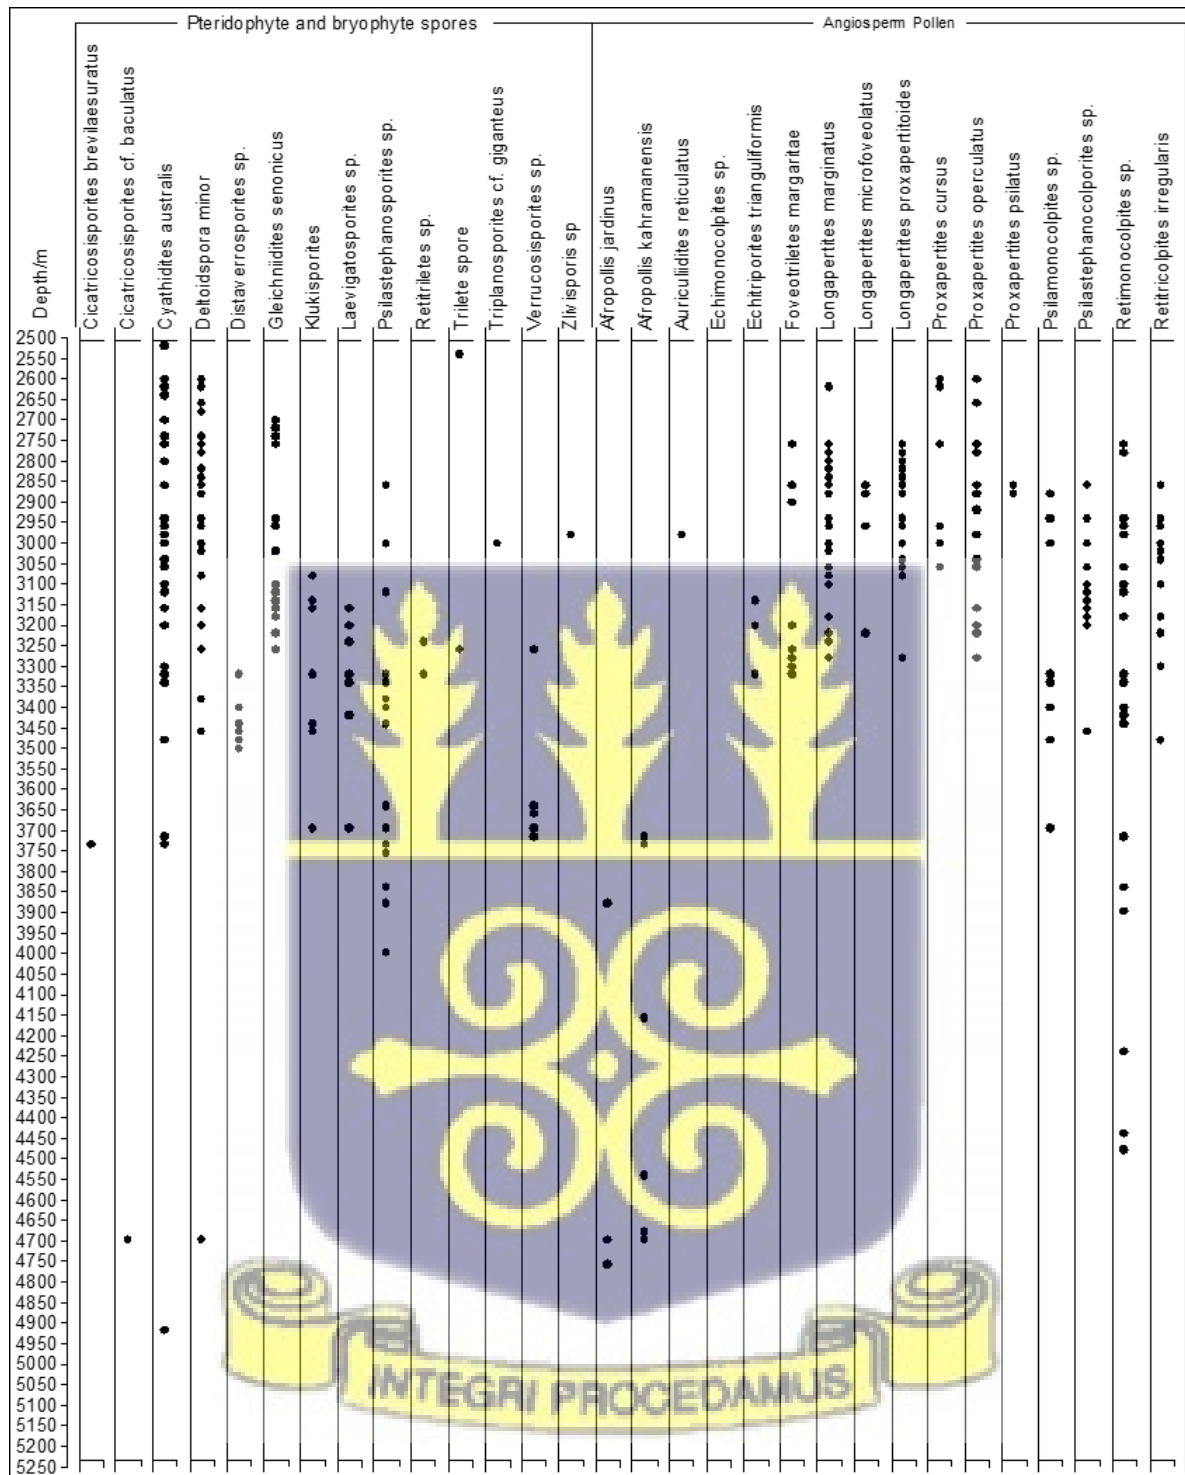 Pteridophyte and bryophyte spores
Angiosperm Pollen
Depth/m
Cicatricosisporites brevilaesuratus
Cicatricosisporites cf. baculatus
Cyathidites australis
Deltoidspora minor
Distaverrosporites sp.
Gleichniidites senonicus
Klukisporites
Laevigatosporites sp.
Psilastephanosporites sp.
Retitriletes sp.
Trilete spore
Triplanosporites cf. giganteus
Verrucosisporites sp.
Zlivisporis sp
Afropollis jardinus
Afropollis kahramanensis
Auriculiidites reticulatus
Echimonocolpites sp.
Echitriporites trianguliformis
Foveotriletes margaritae
Longapertites marginatus
Longapertites microfoveolatus
Longapertites proxapertitoides
Proxapertites cursus
Proxapertites operculatus
Proxapertites psilatus
Psilamonocolpites sp.
Psilastephanocolporites sp.
Retimonocolpites sp.
Retitricolpites irregularis
2500
2550
2600
2650
2700
2750
2800
2850
2900
2950
3000
3050
3100
3150
3200
3250
3300
3350
3400
3450
3500
3550
3600
3650
3700
3750
3800
3850
3900
3950
4000
4050
4100
4150
4200
4250
4300
4350
4400
4450
4500
4550
4600
4650
4700
4750
4800
4850
4900
4950
5000
5050
5100
5150
5200
5250
INTEGRI PROCEDAMUS